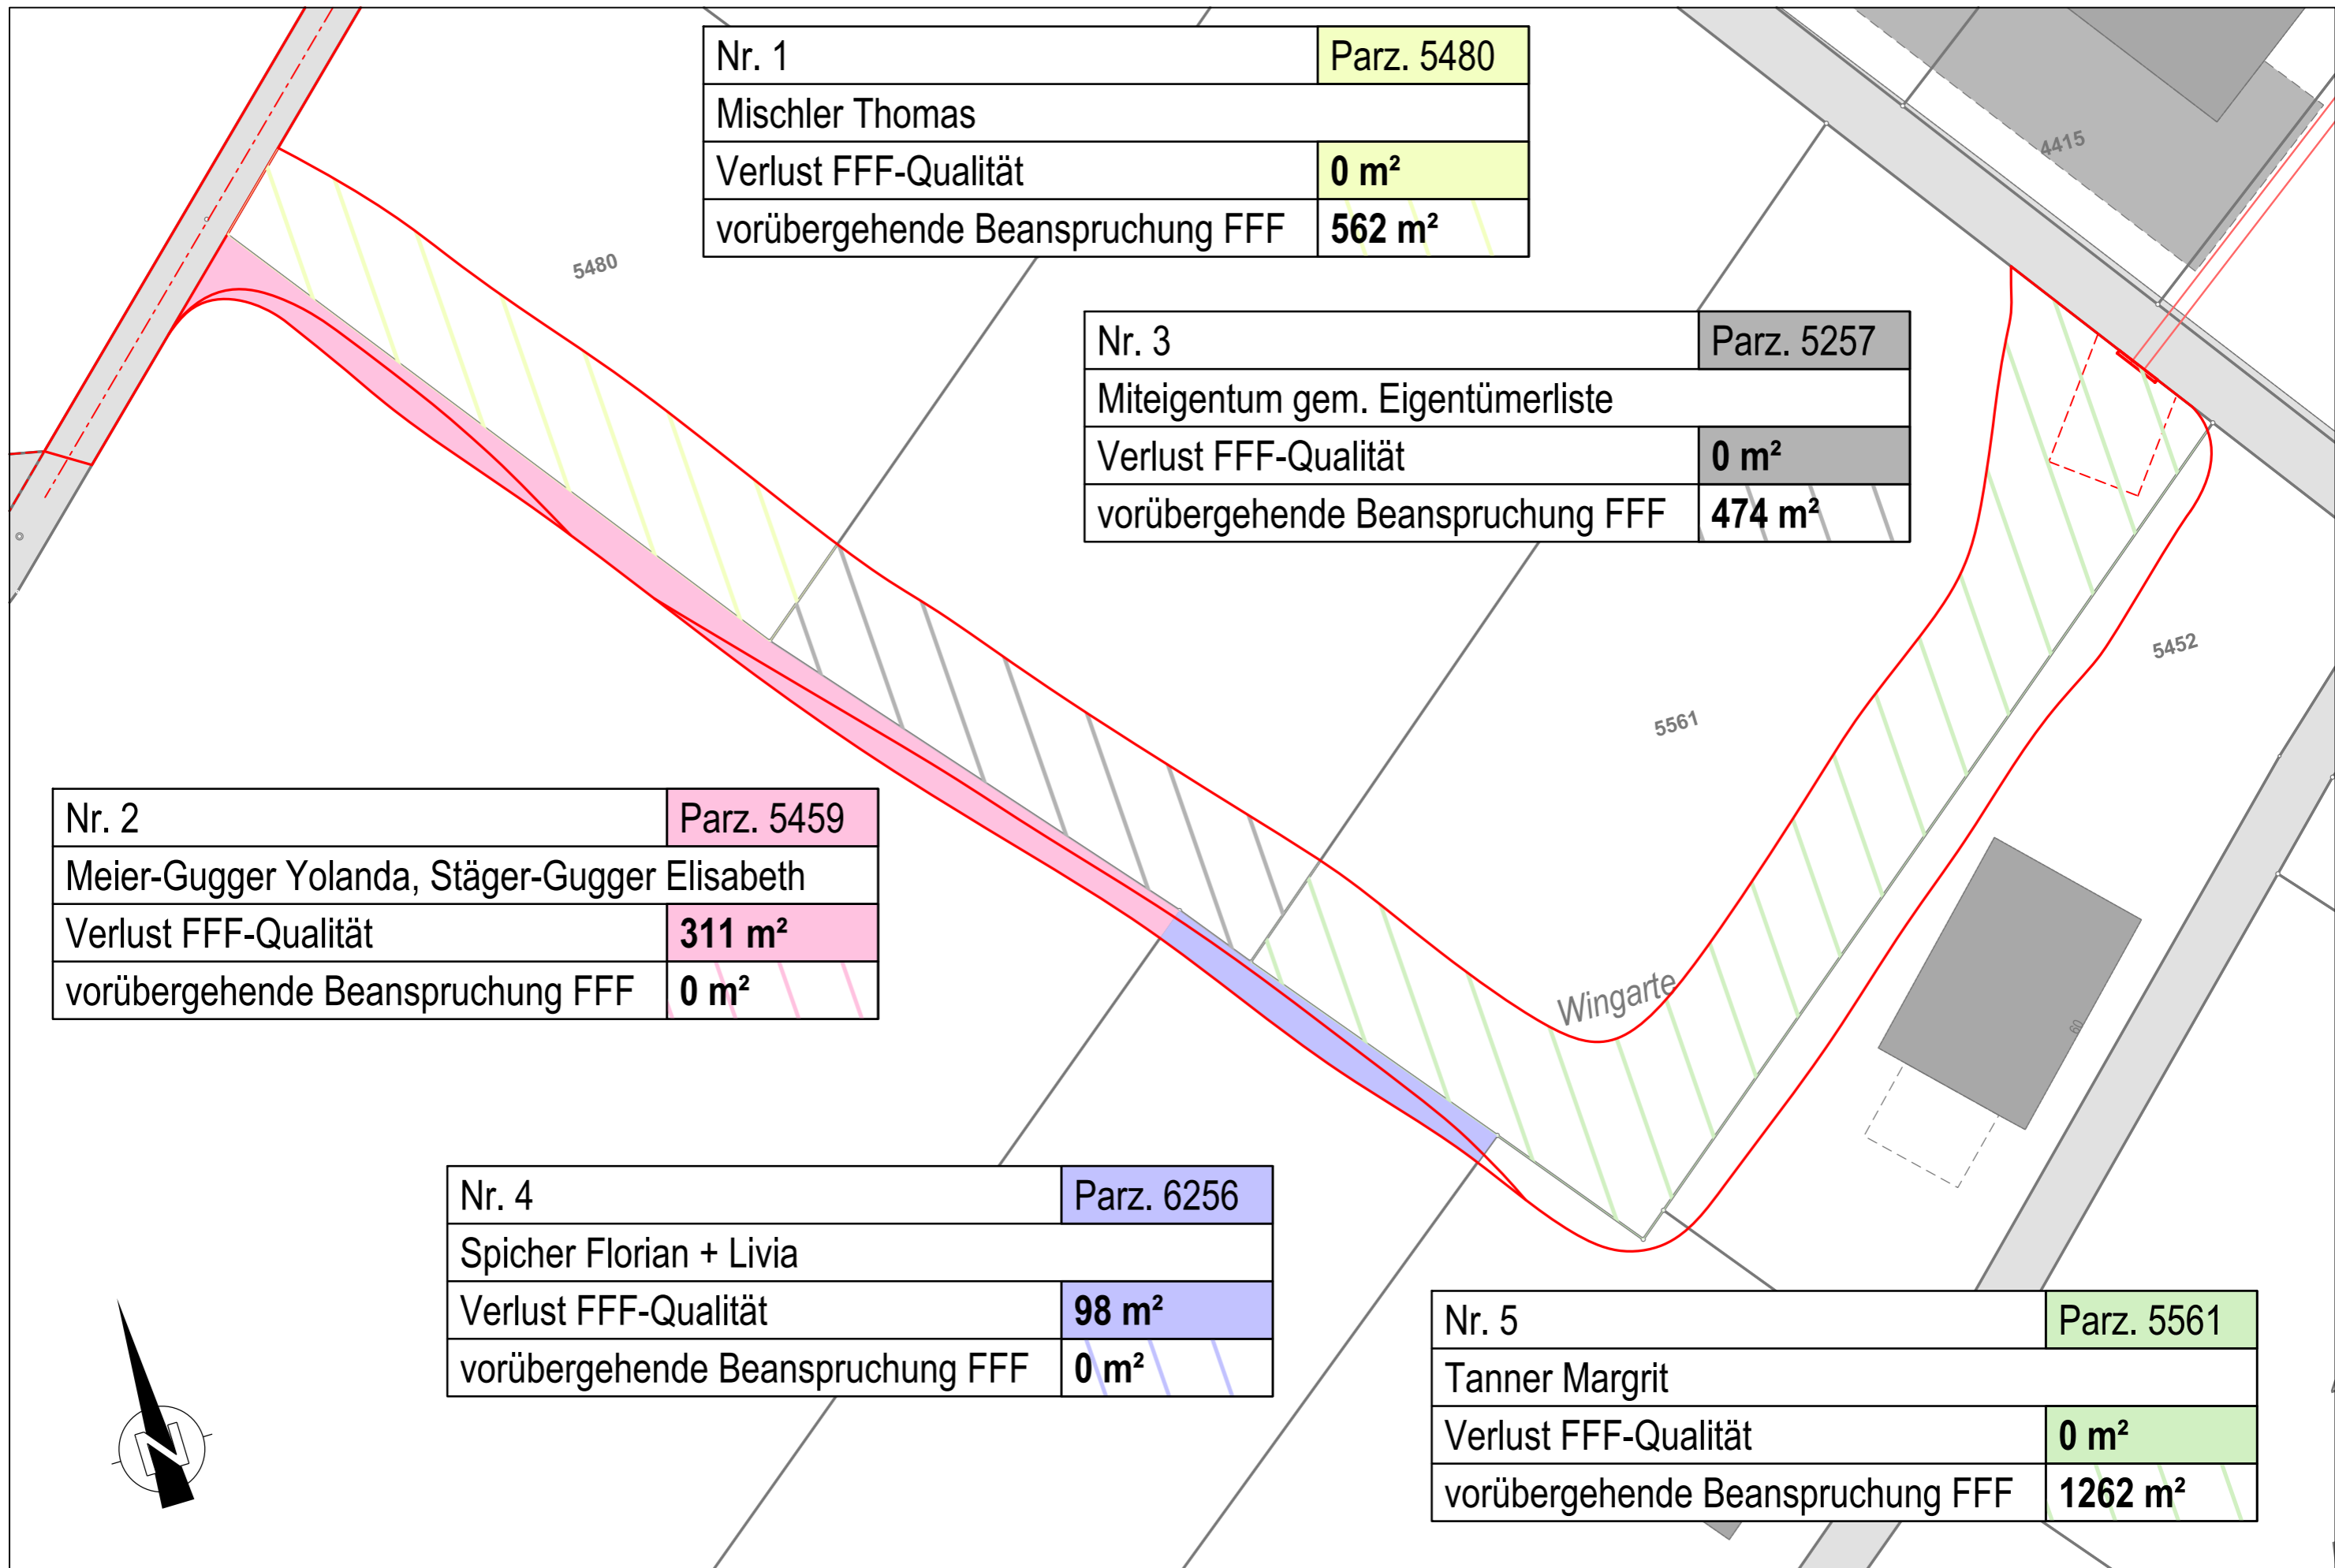 Nr. 1 Parz. 5480
Mischler Thomas
Verlust FFF-Qualität 0 m²
vorübergehende Beanspruchung FFF 562 m²
4415
5480
Nr. 3 Parz. 5257
Miteigentum gem. Eigentümerliste
Verlust FFF-Qualität 0 m²
vorübergehende Beanspruchung FFF 474 m²
5452
5561
Nr. 2 Parz. 5459
Meier-Gugger Yolanda, Stäger-Gugger Elisabeth
Verlust FFF-Qualität 311 m²
vorübergehende Beanspruchung FFF 0 m²
Wingarte
60
Nr. 4 Parz. 6256
Spicher Florian + Livia
Verlust FFF-Qualität 98 m²
vorübergehende Beanspruchung FFF 0 m²
Nr. 5 Parz. 5561
Tanner Margrit
Verlust FFF-Qualität 0 m²
vorübergehende Beanspruchung FFF 1262 m²
N